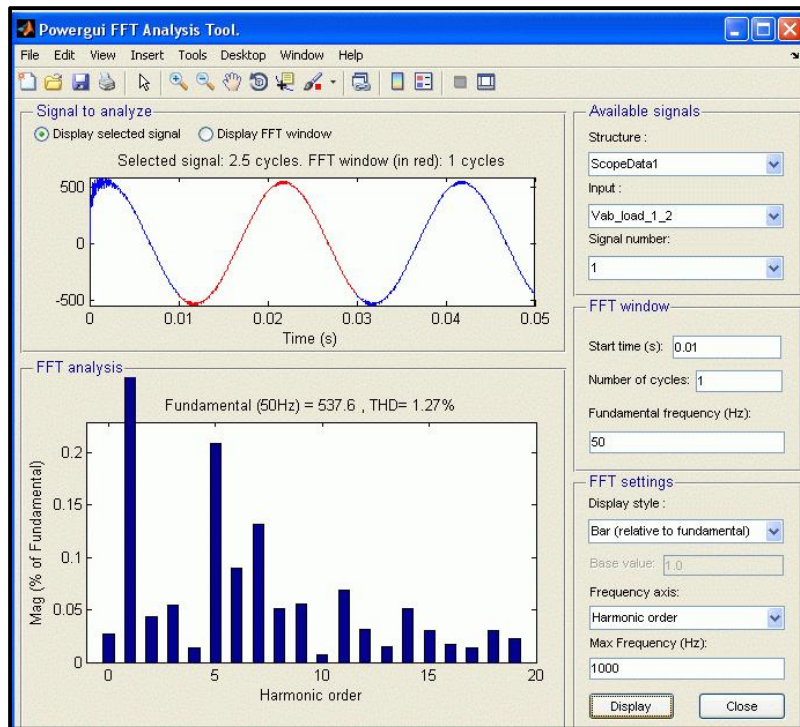 Powergui FFT Analysis Tool.
File Edit View Insert Tools Desktop Window Help
Signal to analyze
Display selected signal Display FFT window
Selected signal: 2.5 cycles. FFT window (in red): 1 cycles
500
0
-500
0 0.01 0.02 0.03 0.04 0.05
Time (s)
FFT analysis
Fundamental (50Hz) = 537.6 , THD= 1.27%
Mag (% of Fundamental)
0.2
0.15
0.1
0.05
0
0 5 10 15 20
Harmonic order
Available signals
Structure :
ScopeData1
Input :
Vab_load_1_2
Signal number:
1
FFT window
Start time (s): 0.01
Number of cycles: 1
Fundamental frequency (Hz):
50
FFT settings
Display style :
Bar (relative to fundamental)
Base value: 1.0
Frequency axis:
Harmonic order
Max Frequency (Hz):
1000
Display Close